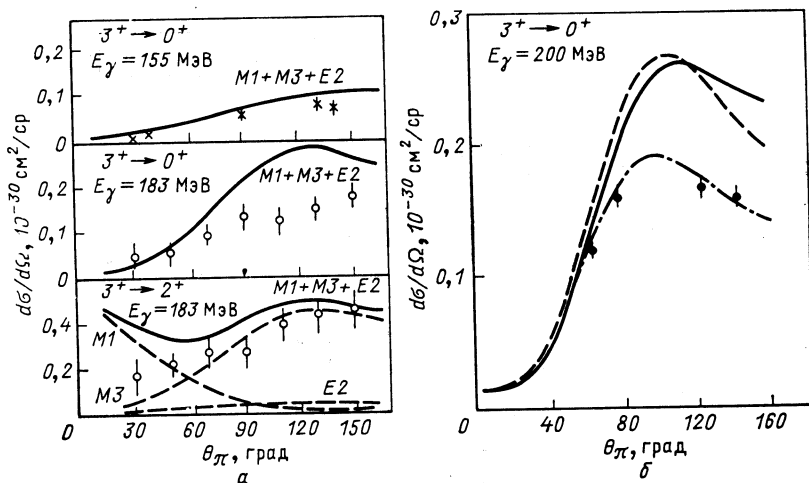 3⁺ → 0⁺
E_γ = 155 МэВ
M1+M3+E2
0,2
0,1
0
3⁺ → 0⁺
E_γ = 183 МэВ
M1+M3+E2
0,2
0,1
0
3⁺ → 2⁺
E_γ = 183 МэВ
M1+M3+E2
0,4
0,2
M1
M3
E2
dσ/dΩ, 10⁻³⁰ см²/ср
0 30 60 90 130 150
θπ, град
а
0,3
3⁺ → 0⁺
E_γ = 200 МэВ
0,2
0,1
dσ/dΩ, 10⁻³⁰ см²/ср
0 40 80 120 160
θπ, град
б